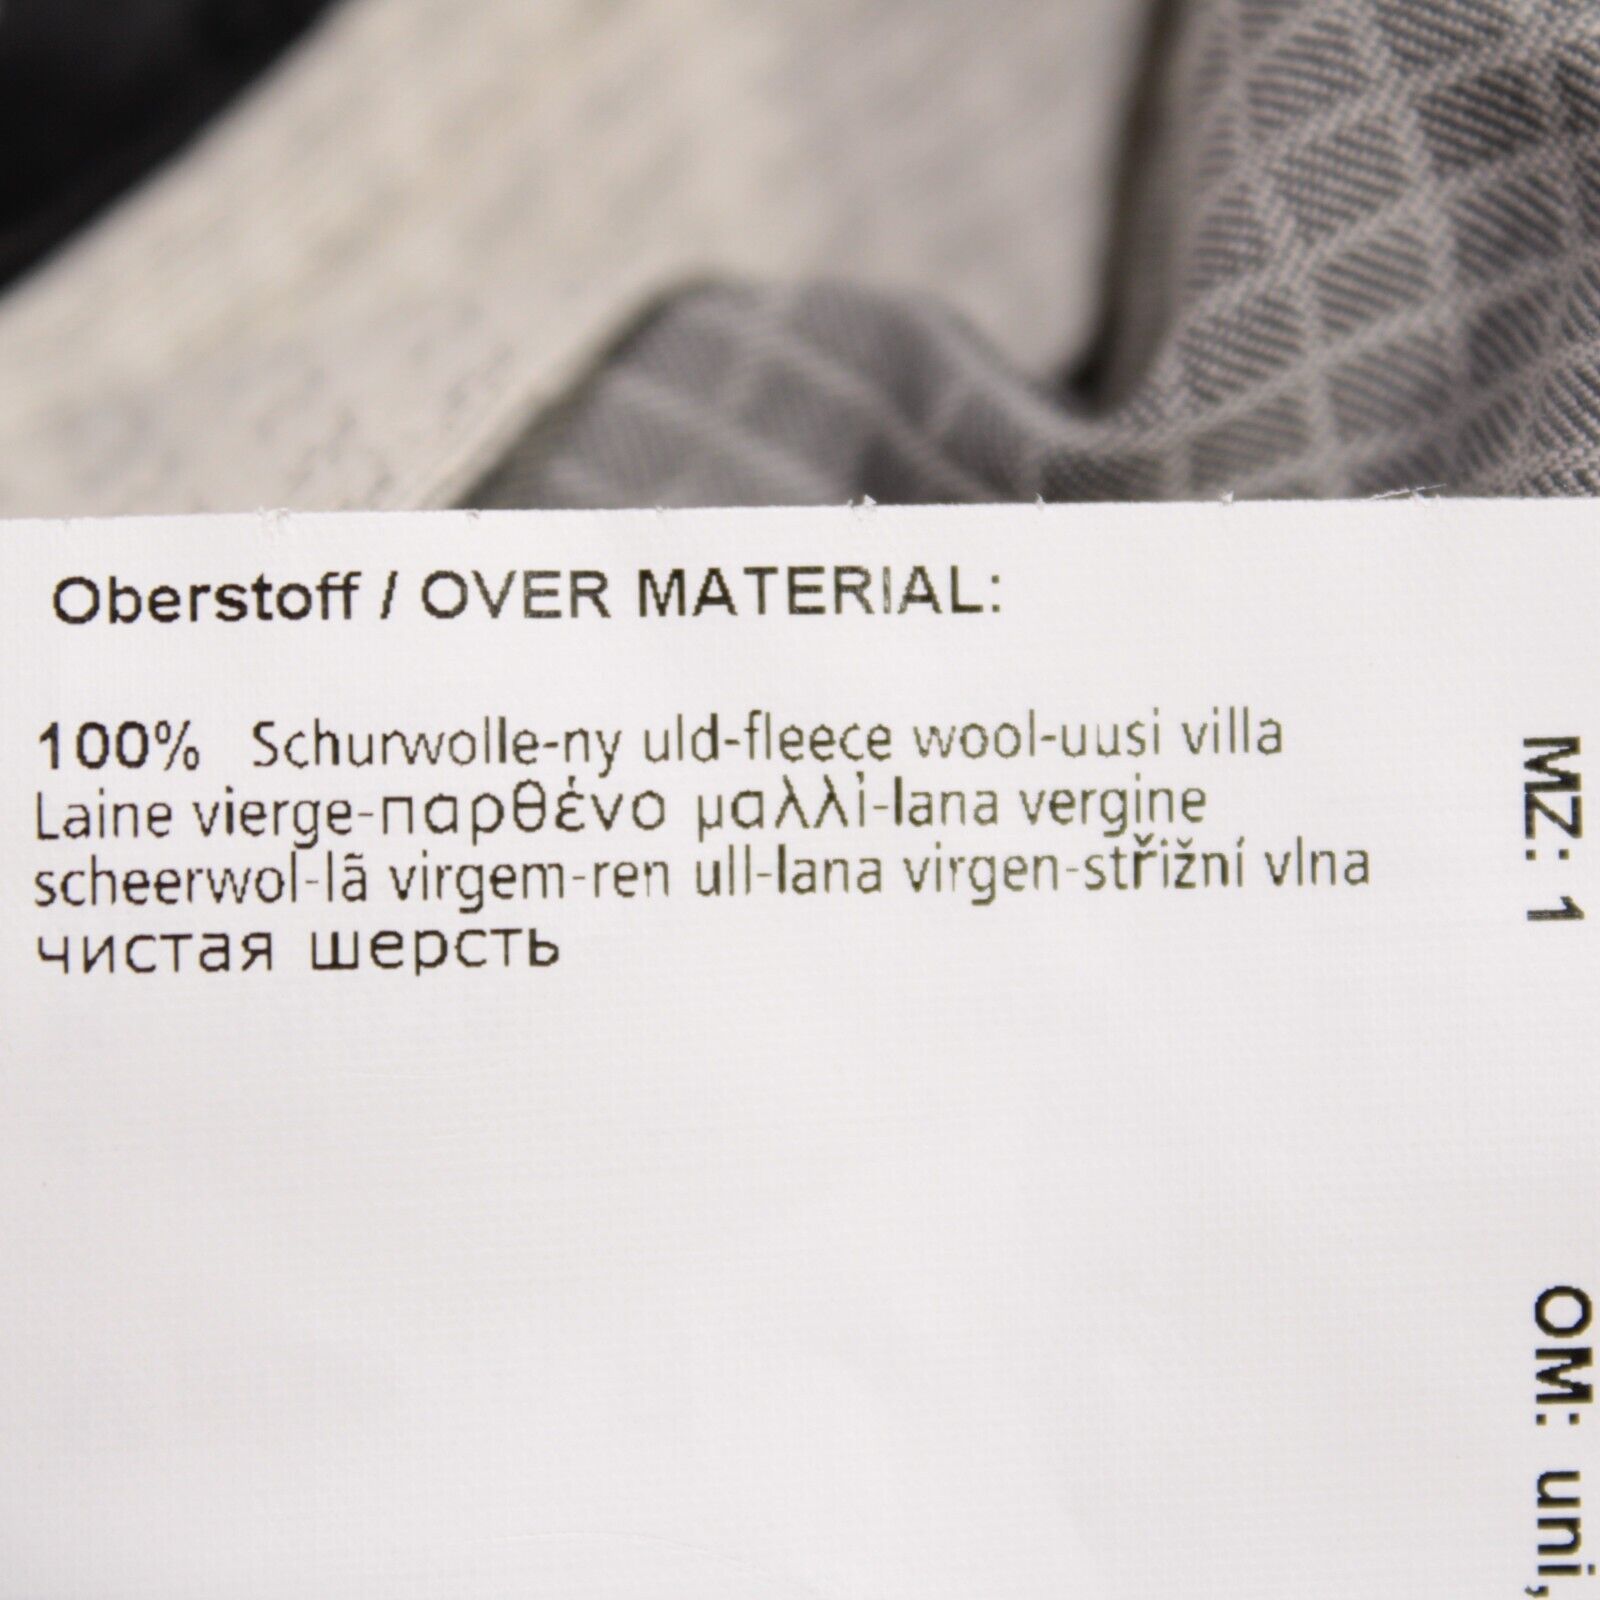 Oberstoff / OVER MATERIAL:
100% Schurwolle-ny uld-fleece wool-uusi villa
Laine vierge-παρθένο μαλλί-lana vergine
scheerwol-lã virgem-ren ull-lana virgen-střižní vlna
чистая шерсть
MZ: 1
OM: uni,